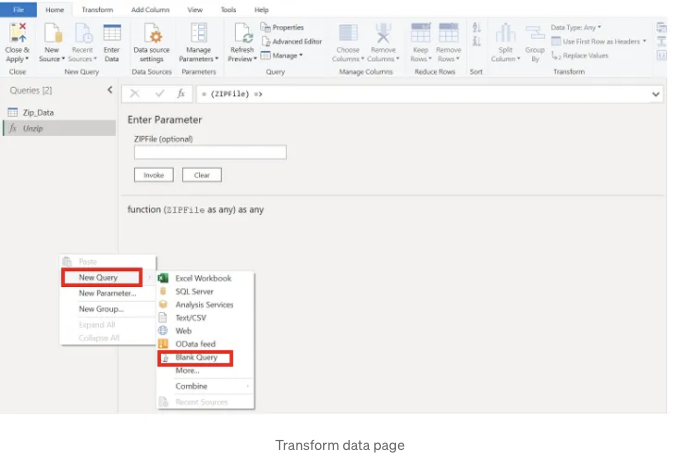 File Home Transform Add Column View Tools Help
Close & Apply
New Source
Recent Sources
Enter Data
Data source settings
Manage Parameters
Refresh Preview
Properties
Advanced Editor
Manage
Choose Columns
Remove Columns
Keep Rows
Remove Rows
Split Column
Group By
Data Type: Any
Use First Row as Headers
Replace Values
Close New Query Data Sources Parameters Query Manage Columns Reduce Rows Sort Transform
Queries [2]
Zip_Data
fx Unzip
fx = (ZIPFile) =>
Enter Parameter
ZIPFile (optional)
Invoke Clear
function (ZIPFile as any) as any
Paste
New Query
New Parameter...
New Group...
Expand All
Collapse All
Excel Workbook
SQL Server
Analysis Services
Text/CSV
Web
OData feed
Blank Query
More...
Combine
Recent Sources
Transform data page